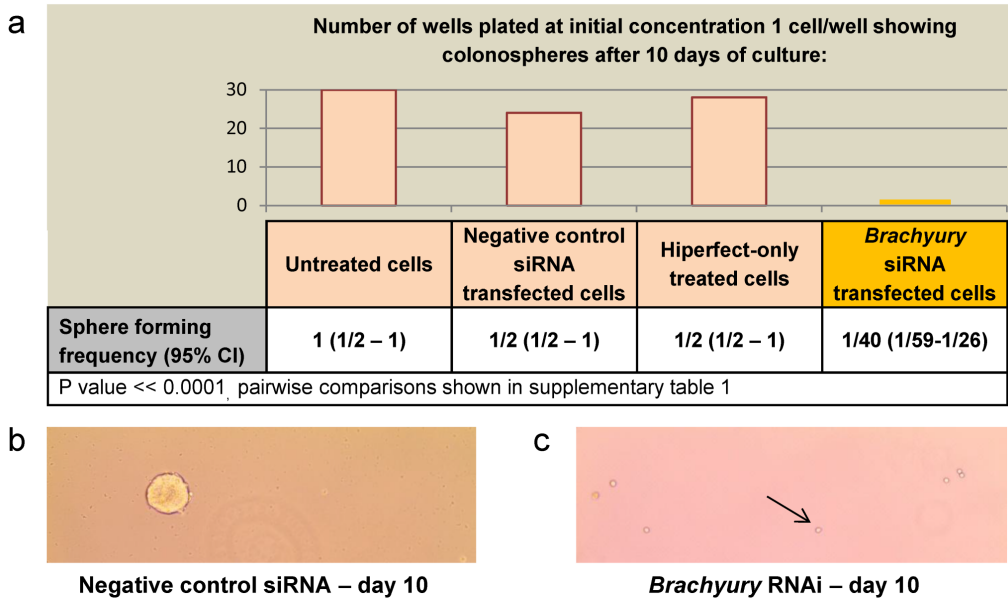 a
Number of wells plated at initial concentration 1 cell/well showing
colonospheres after 10 days of culture:
30
20
10
0
Untreated cells
Negative control
siRNA
transfected cells
Hiperfect-only
treated cells
Brachyury
siRNA
transfected cells
Sphere forming
frequency (95% CI)
1 (1/2 – 1)
1/2 (1/2 – 1)
1/2 (1/2 – 1)
1/40 (1/59-1/26)
P value << 0.0001, pairwise comparisons shown in supplementary table 1
b
c
Negative control siRNA – day 10
Brachyury RNAi – day 10